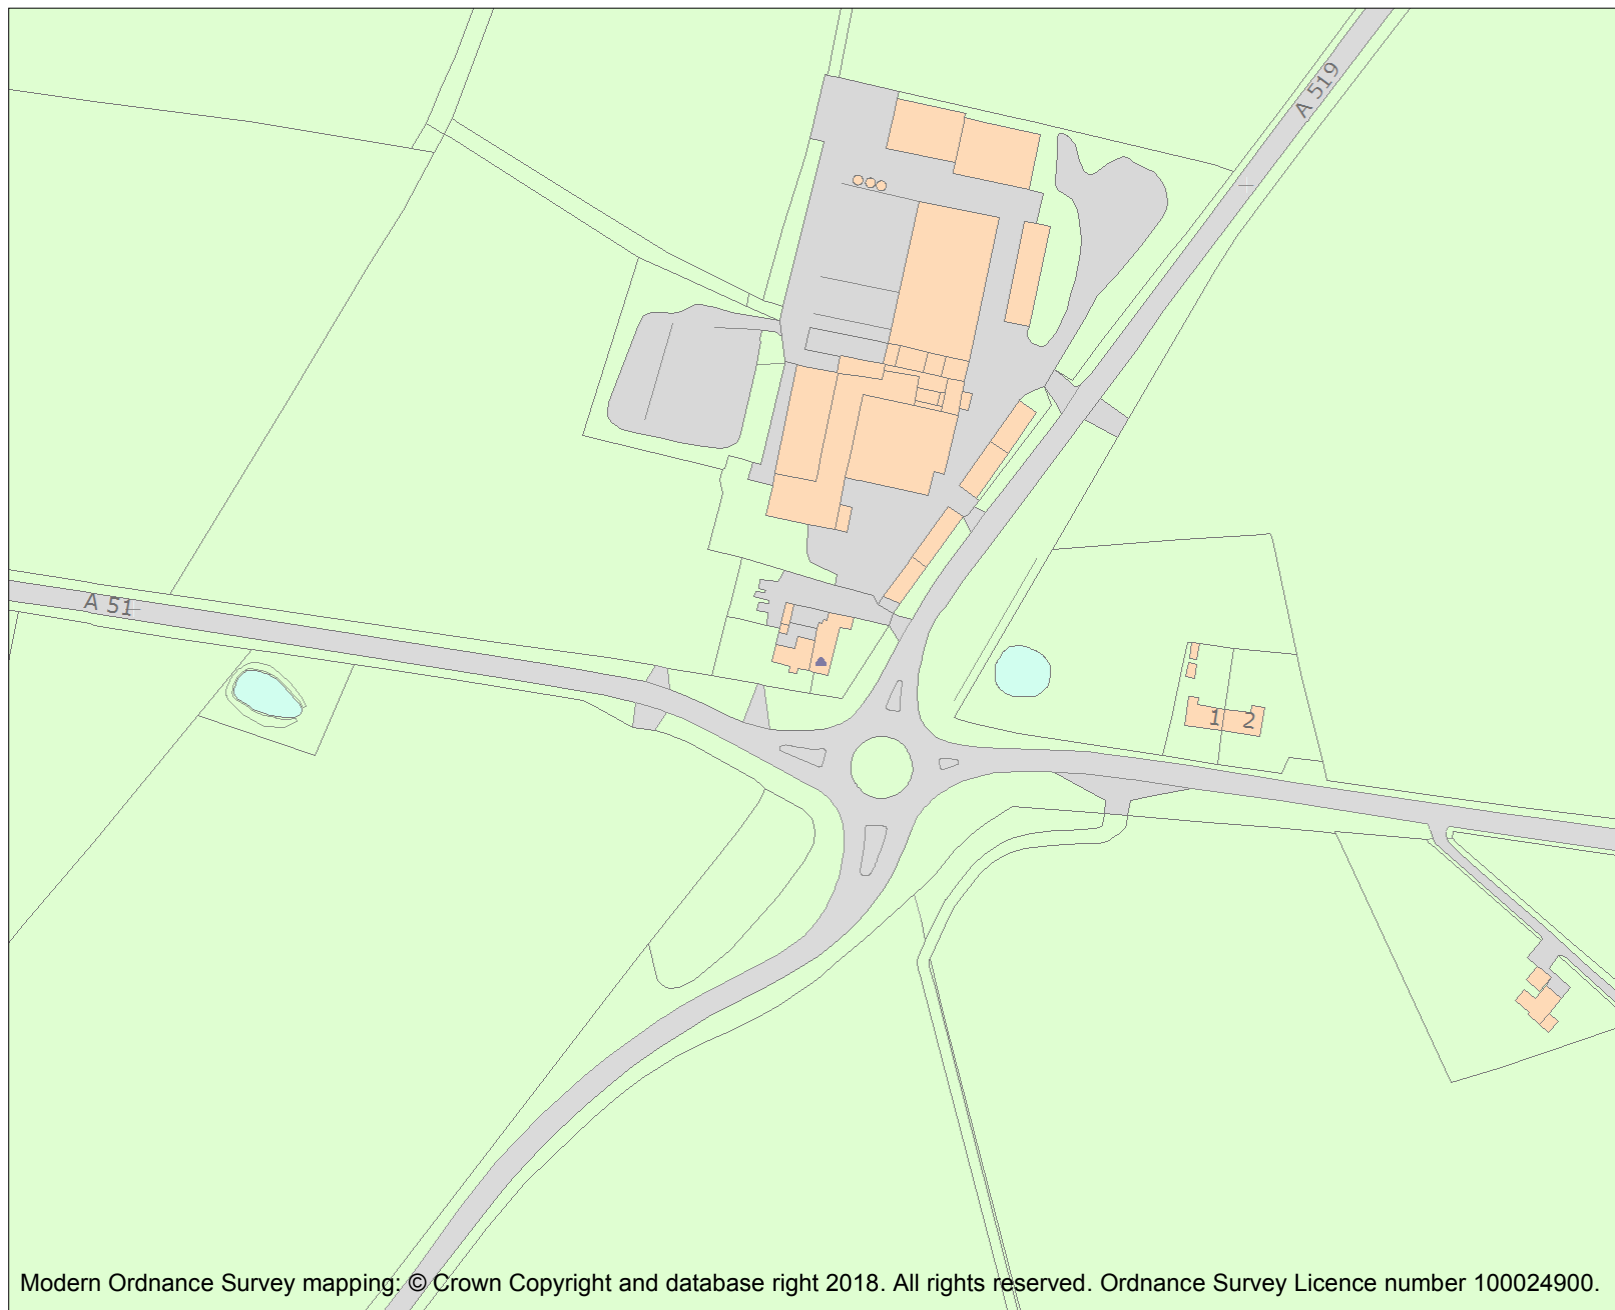 A 519
A 51
1
2
Modern Ordnance Survey mapping: © Crown Copyright and database right 2018. All rights reserved. Ordnance Survey Licence number 100024900.